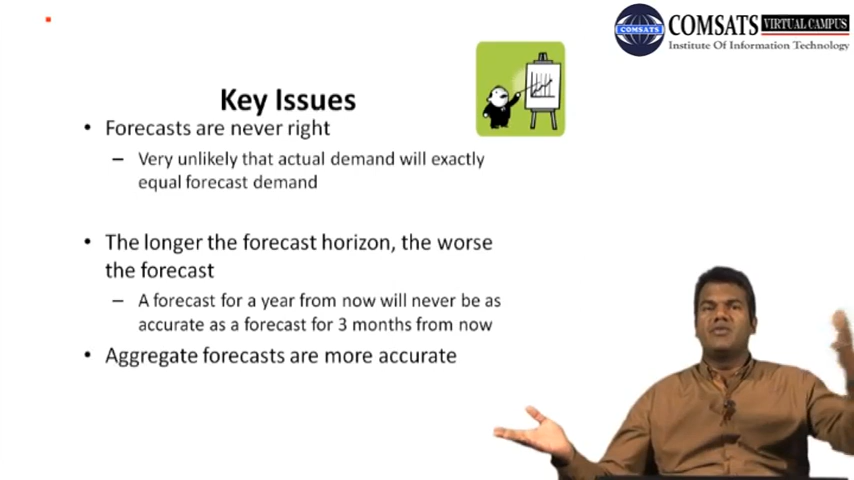 COMSATS VIRTUAL CAMPUS
COMSATS
Institute Of Information Technology
Key Issues
• Forecasts are never right
– Very unlikely that actual demand will exactly
equal forecast demand
• The longer the forecast horizon, the worse
the forecast
– A forecast for a year from now will never be as
accurate as a forecast for 3 months from now
• Aggregate forecasts are more accurate